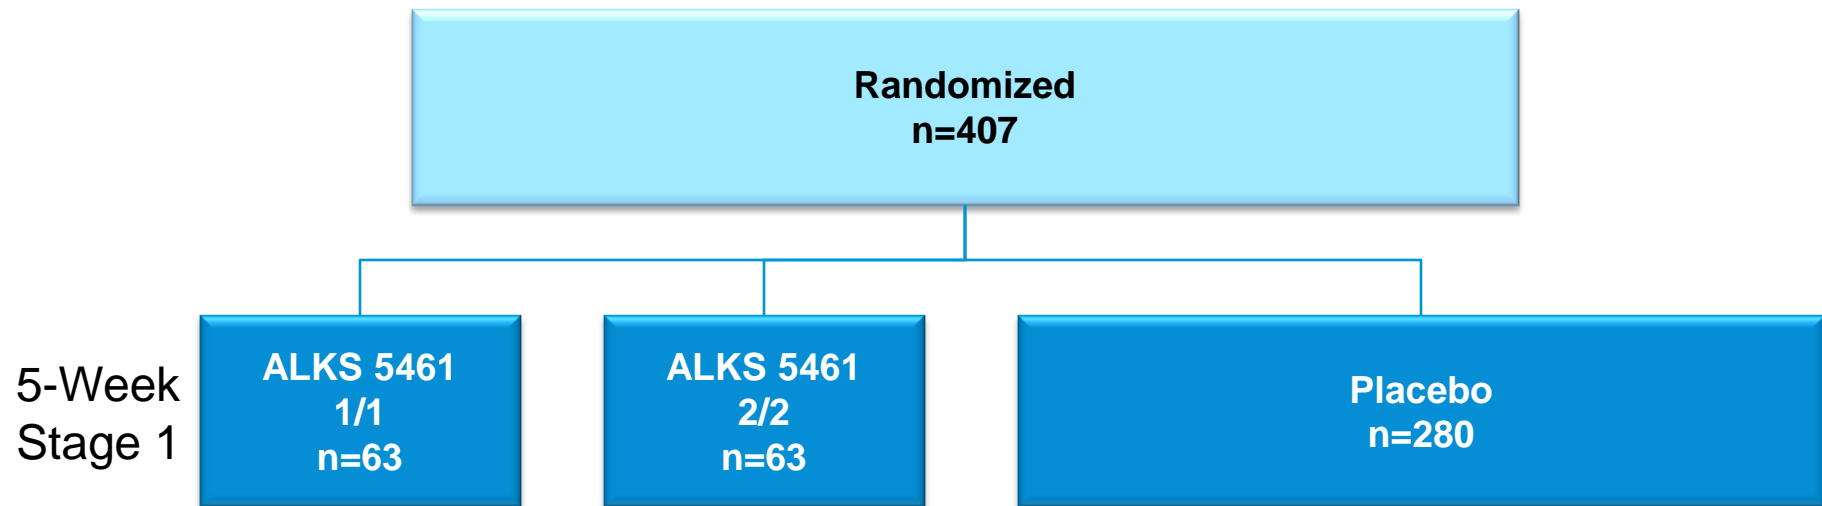 Randomized
n=407
5-Week
Stage 1
ALKS 5461
1/1
n=63
ALKS 5461
2/2
n=63
Placebo
n=280